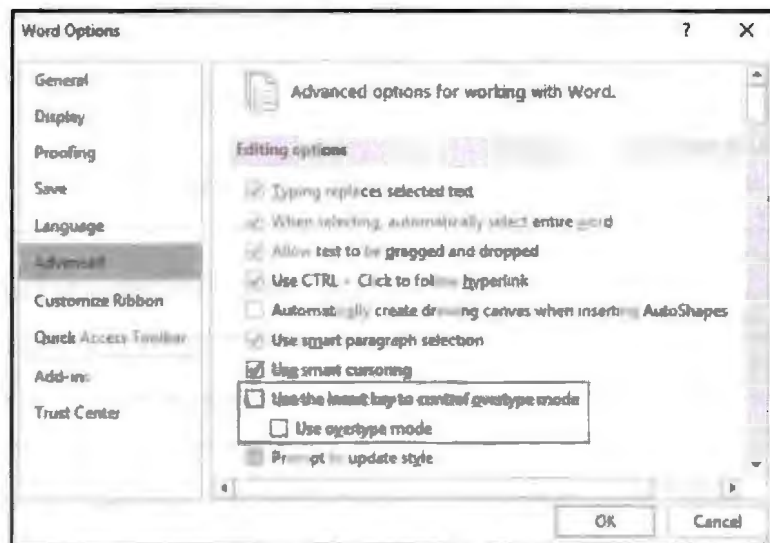 Word Options ? X
General
Display
Proofing
Save
Language
Advanced
Customize Ribbon
Quick Access Toolbar
Add-ins
Trust Center
Advanced options for working with Word.
Editing options
Typing replaces selected text
When selecting, automatically select entire word
Allow text to be dragged and dropped
Use CTRL + Click to follow hyperlink
Automatically create drawing canvas when inserting AutoShapes
Use smart paragraph selection
Use smart cursoring
Use the Insert key to control overtype mode
Use overtype mode
Prompt to update style
OK Cancel